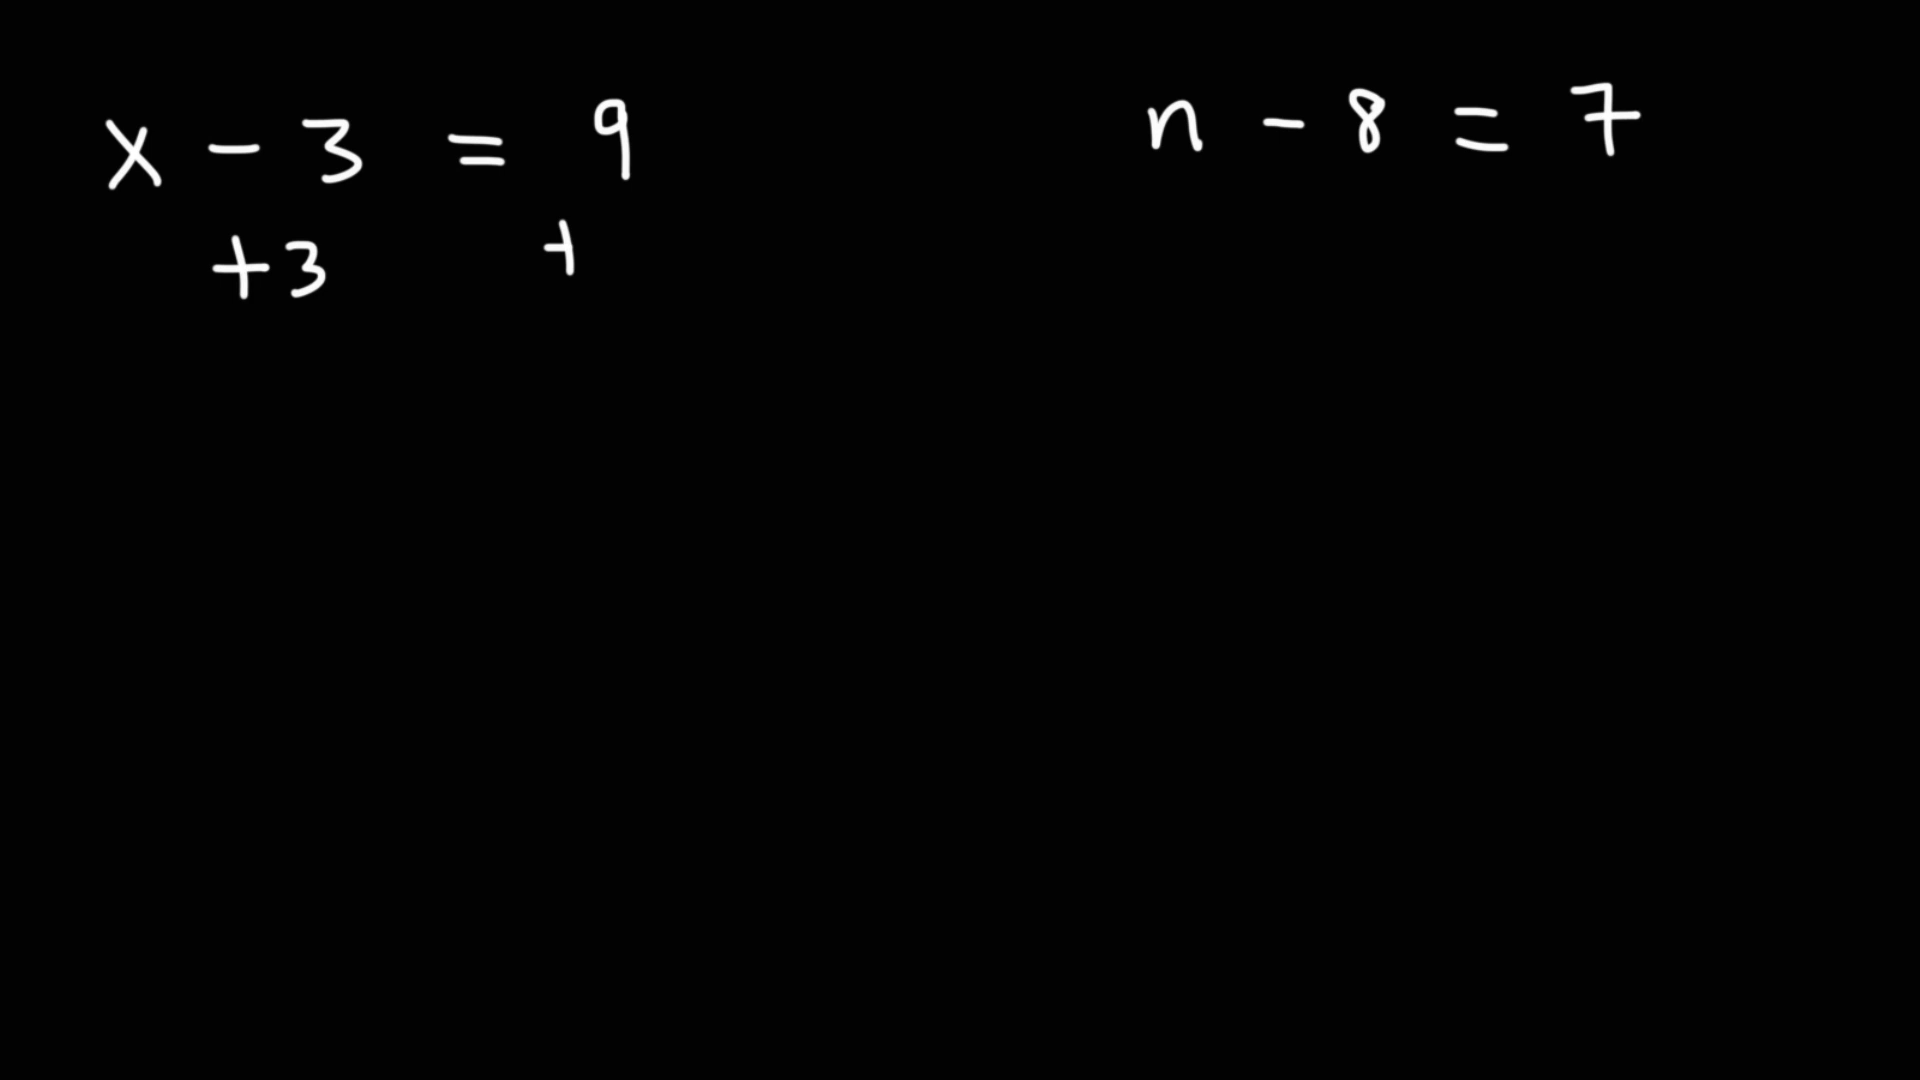 x - 3 = 9
+3 +
n - 8 = 7